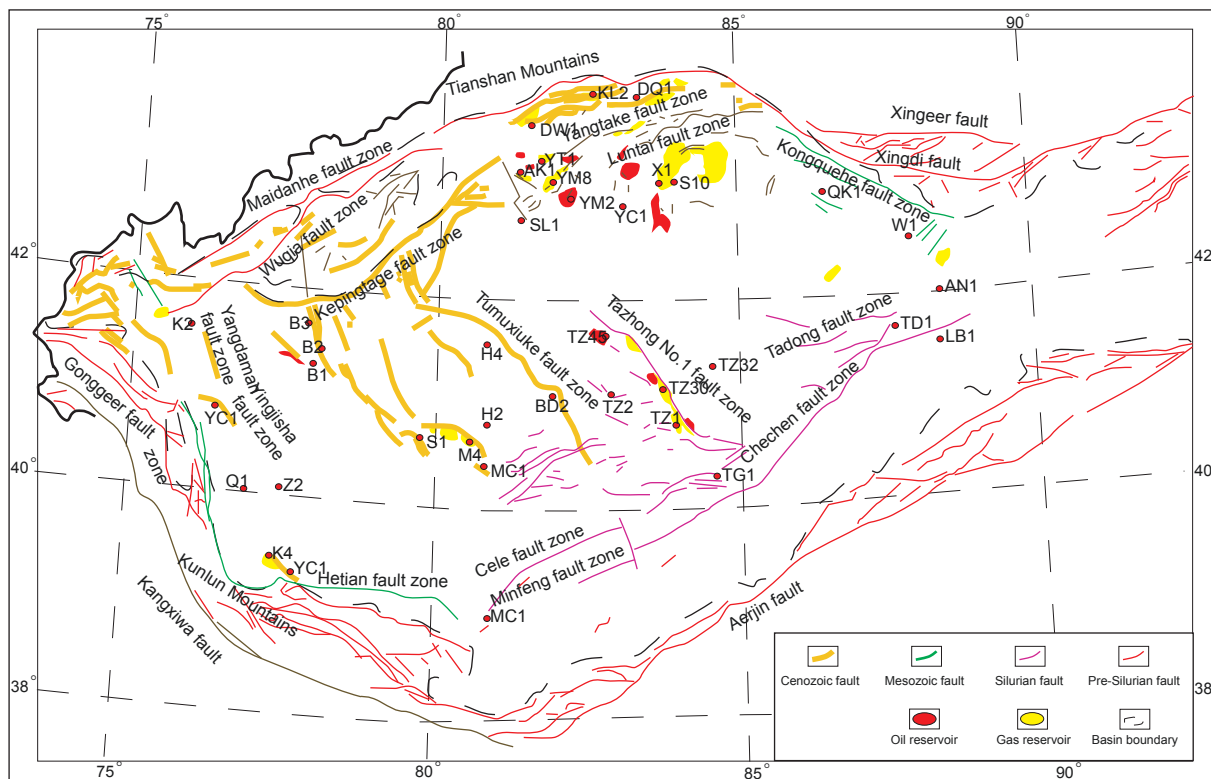 75°
80°
85°
90°
Tianshan Mountains
KL2
DQ1
Yangtake fault zone
DW1
Xingeer fault
Luntai fault zone
Xingdi fault
YT1
AK1
YM8
X1
S10
Kongquehe fault zone
Maidanhe fault zone
YM2
YC1
QK1
SL1
W1
Wuqia fault zone
42°
42°
Kepingtage fault zone
AN1
K2
B3
Yangdaman
fault zone
Yingjisha
fault zone
Tumuxiuke fault zone
Tazhong No.1 fault zone
Tadong fault zone
TD1
TZ45
LB1
B2
H4
B1
TZ32
Gonggeer fault
zone
YC1
BD2
TZ2
TZ30
H2
TZ1
Chechen fault zone
S1
M4
40°
40°
MC1
TG1
Q1
Z2
K4
YC1
Hetian fault zone
Cele fault zone
Minfeng fault zone
Kunlun Mountains
MC1
Kangxiwa fault
Aerjin fault
38°
38°
Cenozoic fault
Mesozoic fault
Silurian fault
Pre-Silurian fault
Oil reservoir
Gas reservoir
Basin boundary
75°
80°
85°
90°